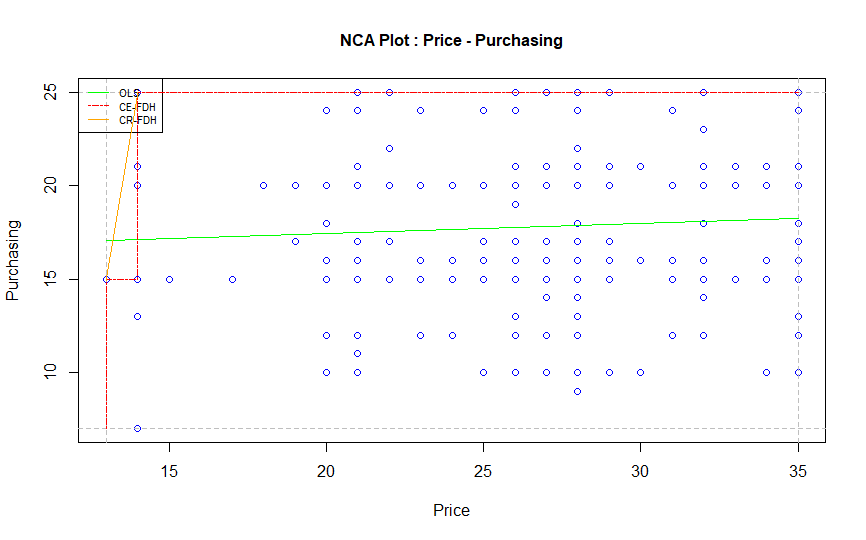 NCA Plot : Price - Purchasing
OLS
CE-FDH
CR-FDH
25
20
15
10
Purchasing
15
20
25
30
35
Price